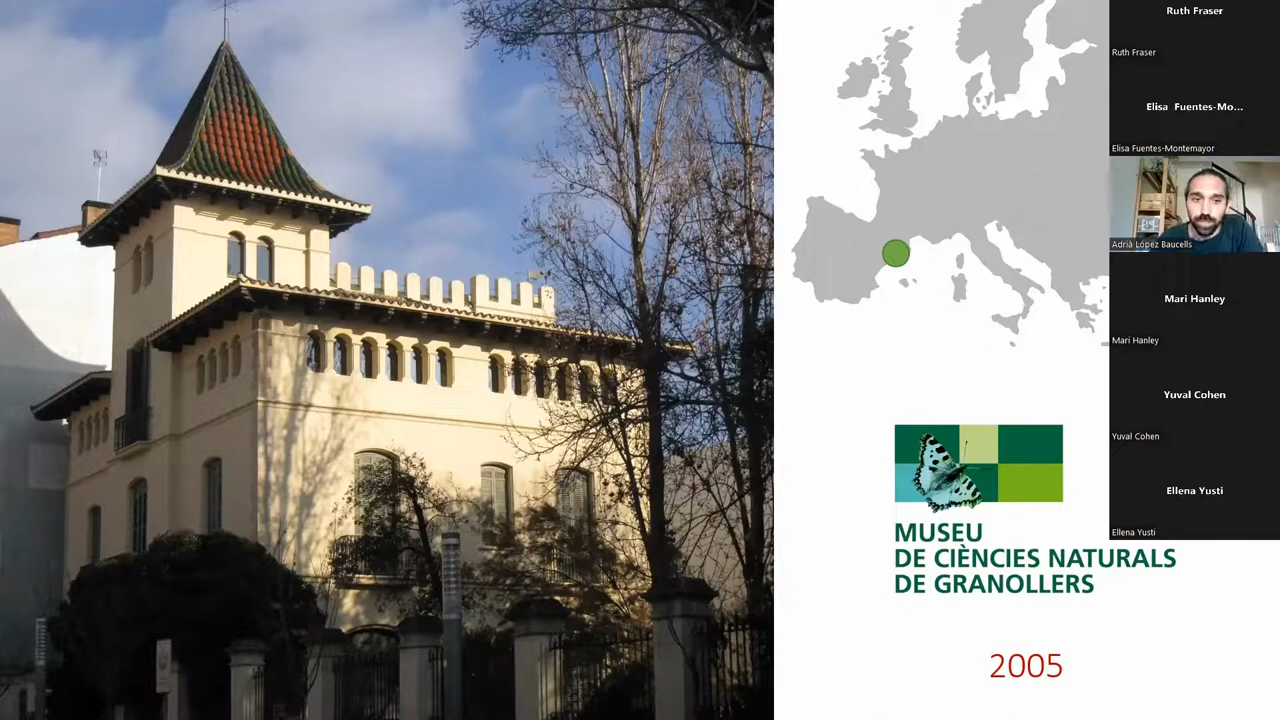 Ruth Fraser
Ruth Fraser
Elisa Fuentes-Mo...
Elisa Fuentes-Montemayor
Adrià López Baucells
Mari Hanley
Mari Hanley
Yuval Cohen
Yuval Cohen
Ellena Yusti
Ellena Yusti
MUSEU
DE CIÈNCIES NATURALS
DE GRANOLLERS
2005